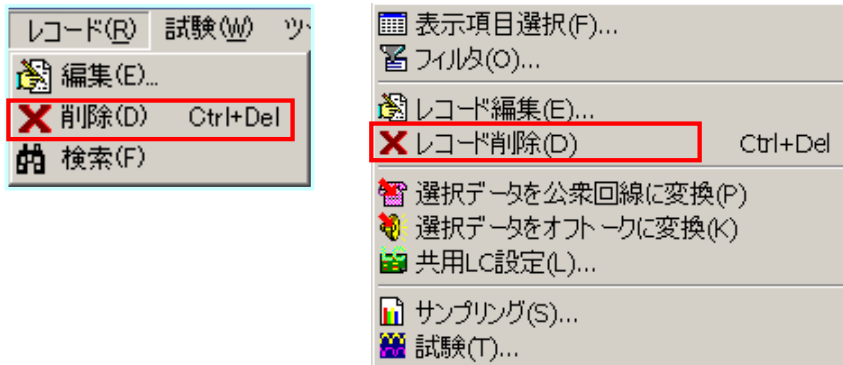 レコード(R) 試験(W) ツ
編集(E)...
削除(D) Ctrl+Del
検索(F)
表示項目選択(F)...
フィルタ(O)...
レコード編集(E)...
レコード削除(D) Ctrl+Del
選択データを公衆回線に変換(P)
選択データをオフトークに変換(K)
共用LC設定(L)...
サンプリング(S)...
試験(T)...